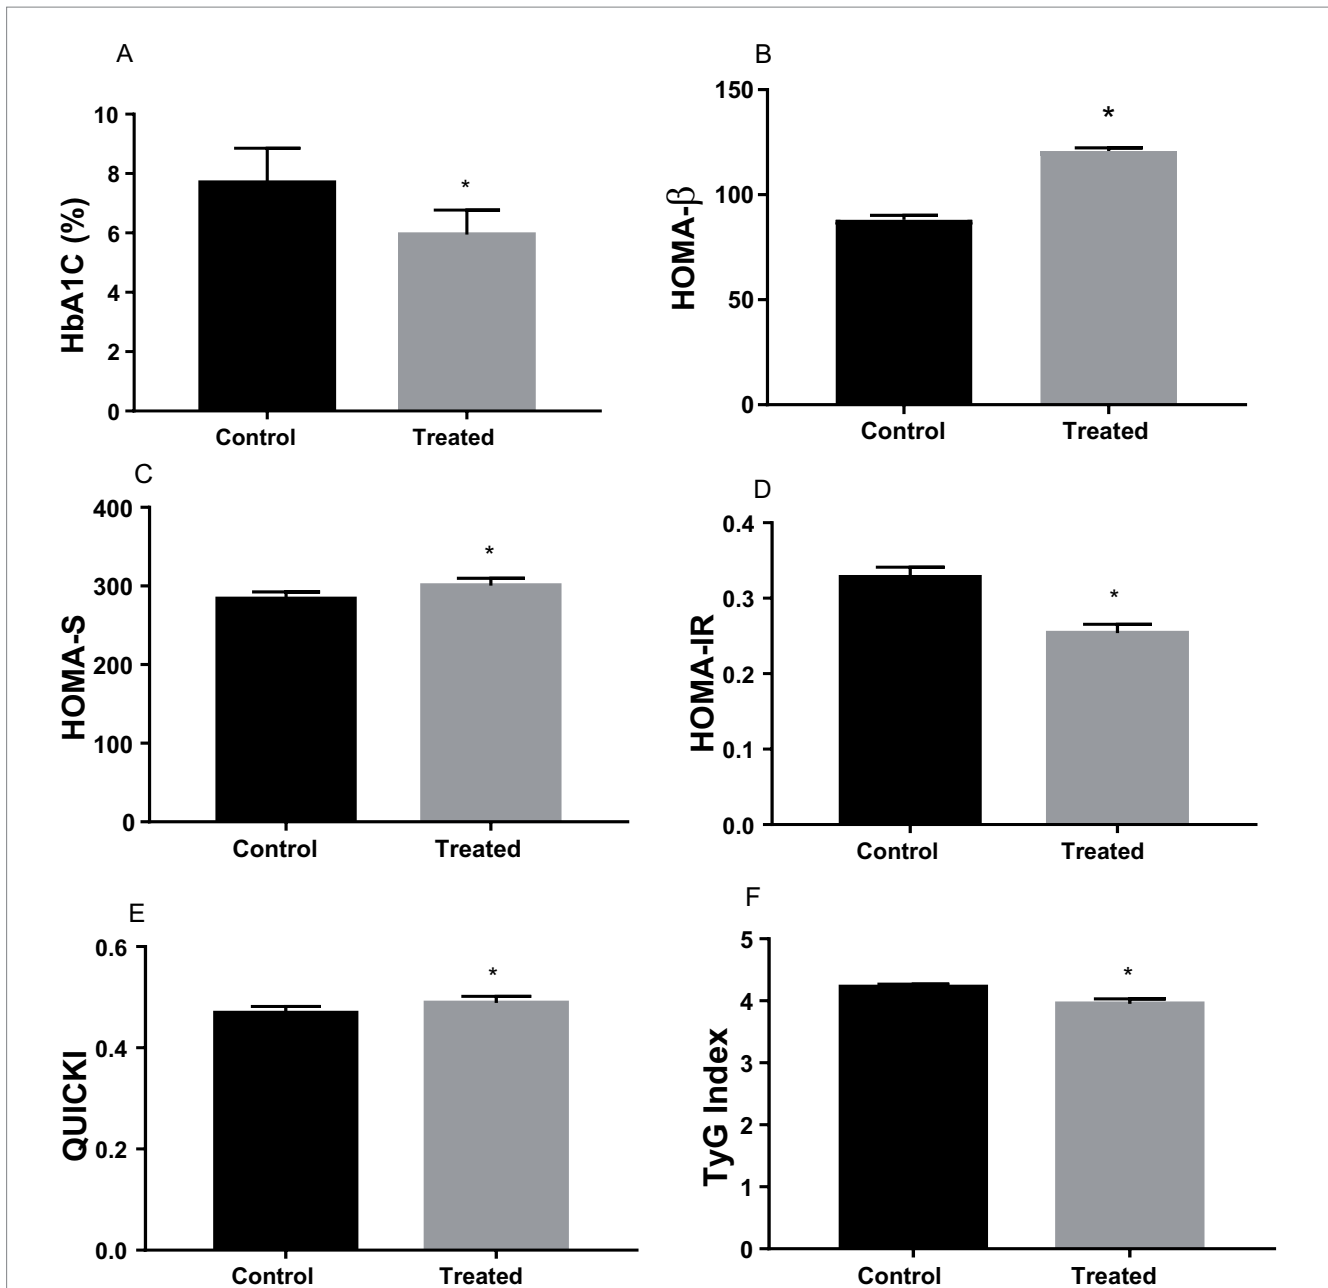 A
HbA1C (%)
10
8
6
4
2
0
*
Control Treated
B
HOMA-β
150
100
50
0
*
Control Treated
C
HOMA-S
400
300
200
100
0
*
Control Treated
D
HOMA-IR
0.4
0.3
0.2
0.1
0.0
*
Control Treated
E
QUICKI
0.6
0.4
0.2
0.0
*
Control Treated
F
TyG Index
5
4
3
2
1
0
*
Control Treated